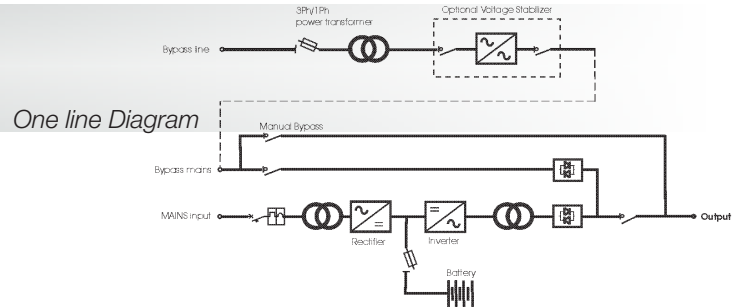 3Ph/1Ph
power transformer
Optional Voltage Stabilizer
Bypass line
One line Diagram
Manual Bypass
Bypass mains
MAINS input
Output
Rectifier
Inverter
Battery